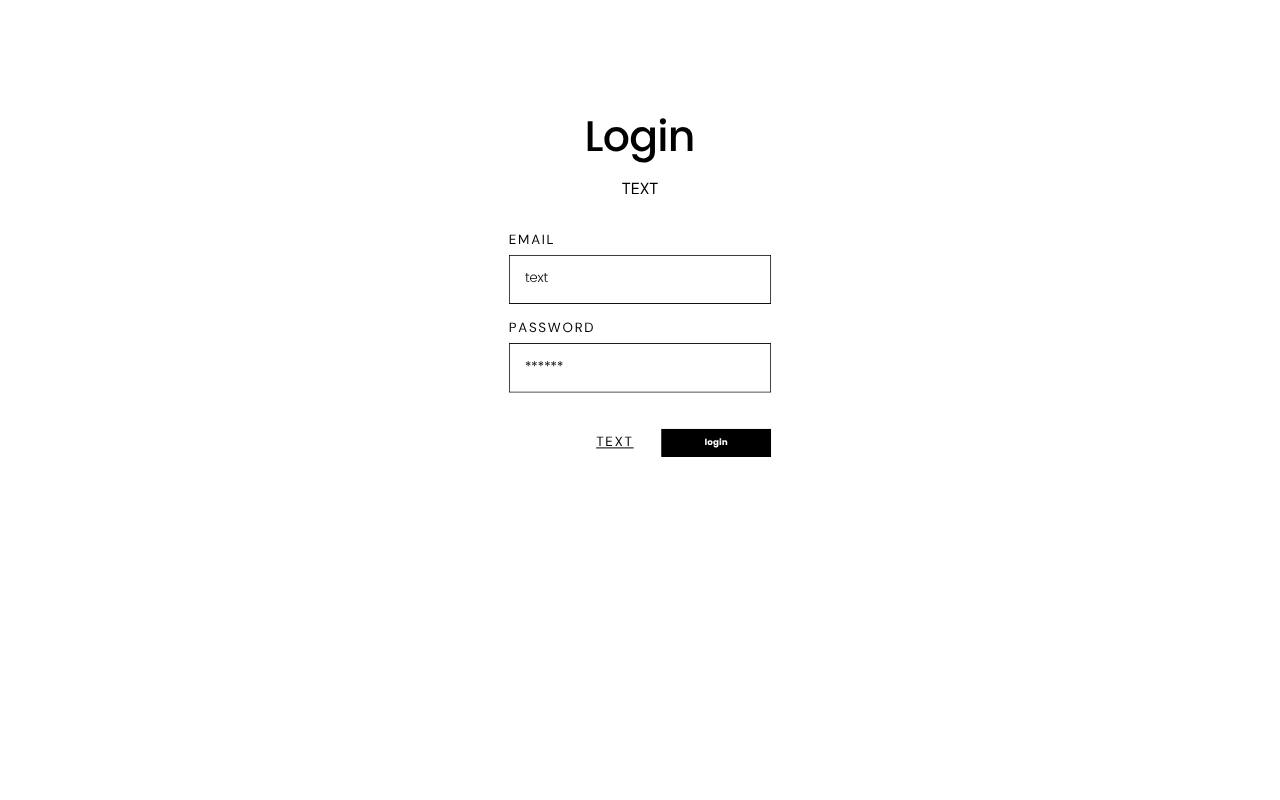 Login
TEXT
EMAIL
text
PASSWORD
******
TEXT login